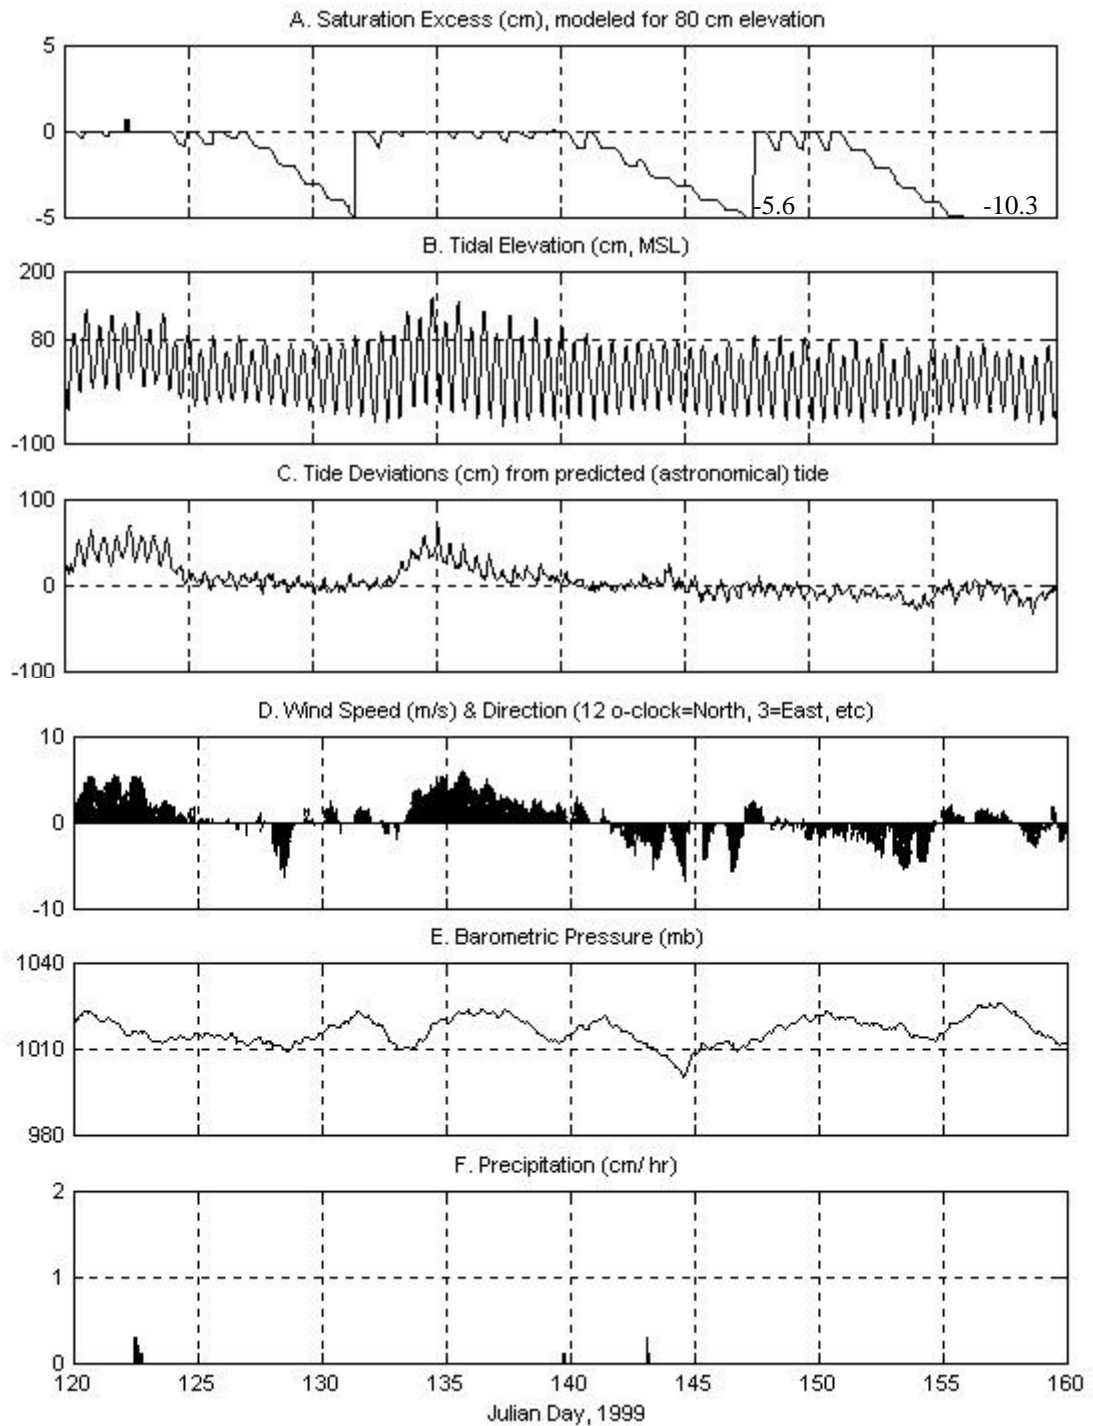 A. Saturation Excess (cm), modeled for 80 cm elevation
5
0
-5
-5.6
-10.3
B. Tidal Elevation (cm, MSL)
200
80
-100
C. Tide Deviations (cm) from predicted (astronomical) tide
100
0
-100
D. Wind Speed (m/s) & Direction (12 o-clock=North, 3=East, etc)
10
0
-10
E. Barometric Pressure (mb)
1040
1010
980
F. Precipitation (cm/ hr)
2
1
0
120 125 130 135 140 145 150 155 160
Julian Day, 1999